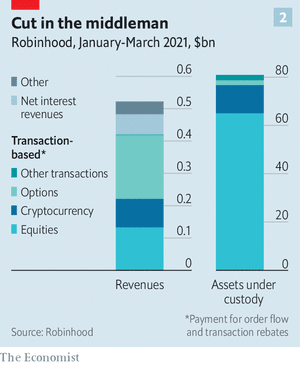 Cut in the middleman
2
Robinhood, January-March 2021, $bn
Other
Net interest
revenues
Transaction-
based*
Other transactions
Options
Cryptocurrency
Equities
0.6
0.5
0.4
0.3
0.2
0.1
0
Revenues
80
60
40
20
0
Assets under
custody
Source: Robinhood
*Payment for order flow
and transaction rebates
The Economist